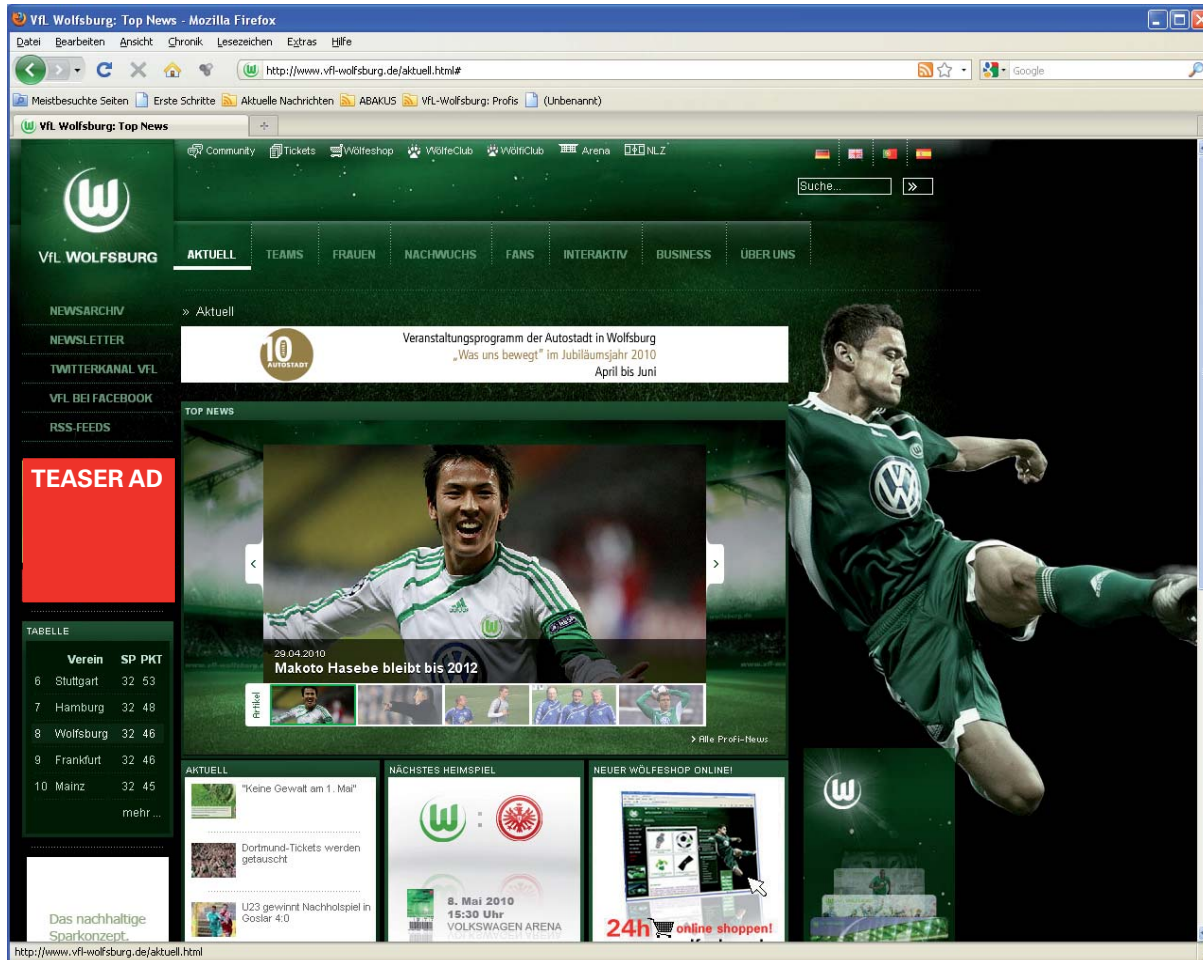 VfL Wolfsburg: Top News - Mozilla Firefox
Datei Bearbeiten Ansicht Chronik Lesezeichen Extras Hilfe
http://www.vfl-wolfsburg.de/aktuell.html#
Google
Meistbesuchte Seiten Erste Schritte Aktuelle Nachrichten ABAKUS VfL-Wolfsburg: Profis (Unbenannt)
VfL Wolfsburg: Top News
Community Tickets Wölfeshop WölfeClub WölfiClub Arena NLZ
Suche...
VfL WOLFSBURG
AKTUELL TEAMS FRAUEN NACHWUCHS FANS INTERAKTIV BUSINESS ÜBER UNS
NEWSARCHIV
NEWSLETTER
TWITTERKANAL VFL
VFL BEI FACEBOOK
RSS-FEEDS
» Aktuell
10
AUTOSTADT
Veranstaltungsprogramm der Autostadt in Wolfsburg
„Was uns bewegt" im Jubiläumsjahr 2010
April bis Juni
TOP NEWS
TEASER AD
29.04.2010
Makoto Hasebe bleibt bis 2012
Artikel
> Alle Profi-News
TABELLE
Verein SP PKT
6 Stuttgart 32 53
7 Hamburg 32 48
8 Wolfsburg 32 46
9 Frankfurt 32 46
10 Mainz 32 45
mehr ...
Das nachhaltige
Sparkonzept.
AKTUELL
"Keine Gewalt am 1. Mai"
Dortmund-Tickets werden
getauscht
U23 gewinnt Nachholspiel in
Goslar 4:0
NÄCHSTES HEIMSPIEL
:
8. Mai 2010
15:30 Uhr
VOLKSWAGEN ARENA
NEUER WÖLFESHOP ONLINE!
24h online shoppen!
http://www.vfl-wolfsburg.de/aktuell.html